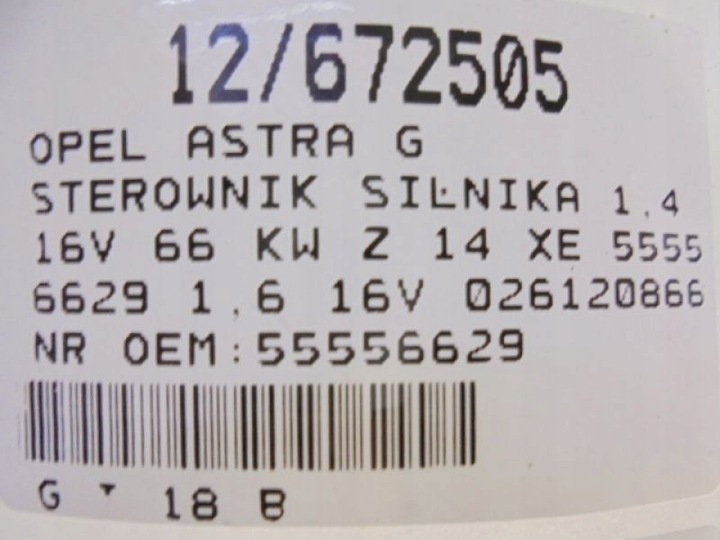 12/672505
OPEL ASTRA G
STEROWNIK SILNIKA 1.4
16V 66 KW Z 14 XE 5555
6629 1.6 16V 026120866
NR OEM:55556629
G 18 B